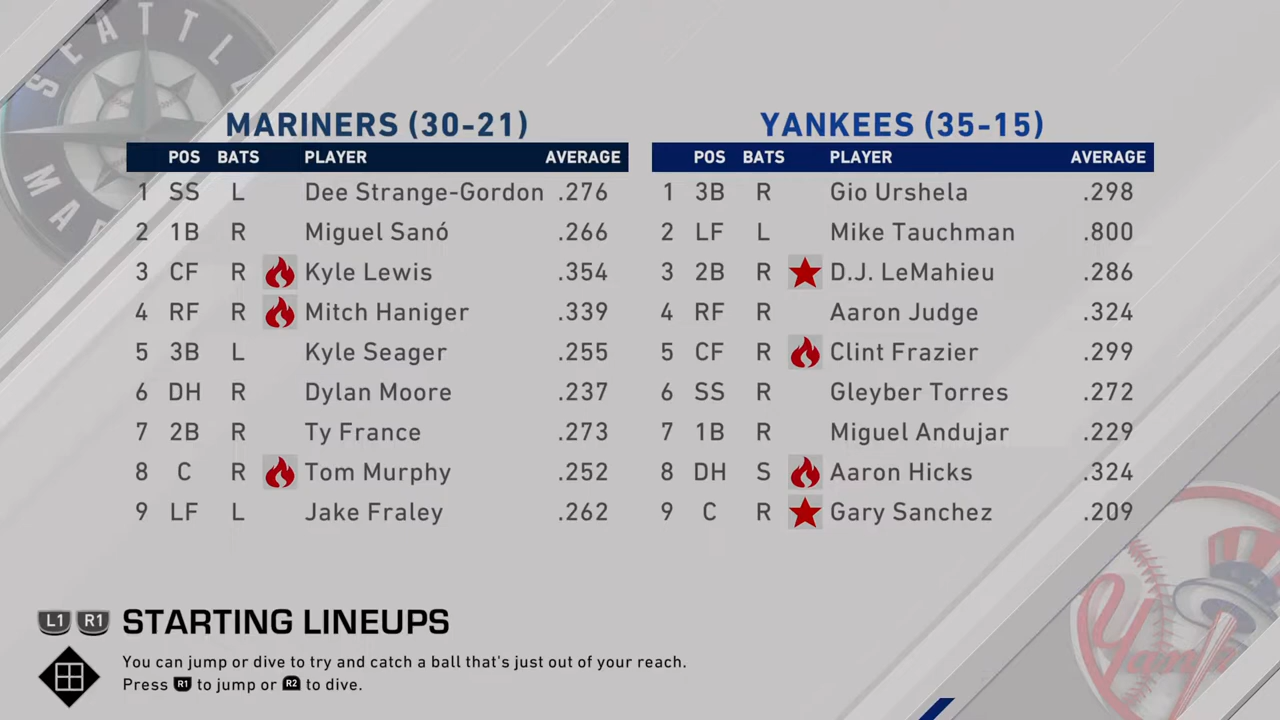 SEATTLE
MA
MARINERS (30-21)
POS BATS PLAYER AVERAGE
1 SS L Dee Strange-Gordon .276
2 1B R Miguel Sanó .266
3 CF R Kyle Lewis .354
4 RF R Mitch Haniger .339
5 3B L Kyle Seager .255
6 DH R Dylan Moore .237
7 2B R Ty France .273
8 C R Tom Murphy .252
9 LF L Jake Fraley .262
YANKEES (35-15)
POS BATS PLAYER AVERAGE
1 3B R Gio Urshela .298
2 LF L Mike Tauchman .800
3 2B R D.J. LeMahieu .286
4 RF R Aaron Judge .324
5 CF R Clint Frazier .299
6 SS R Gleyber Torres .272
7 1B R Miguel Andujar .229
8 DH S Aaron Hicks .324
9 C R Gary Sanchez .209
L1 R1 STARTING LINEUPS
You can jump or dive to try and catch a ball that's just out of your reach.
Press R1 to jump or R2 to dive.